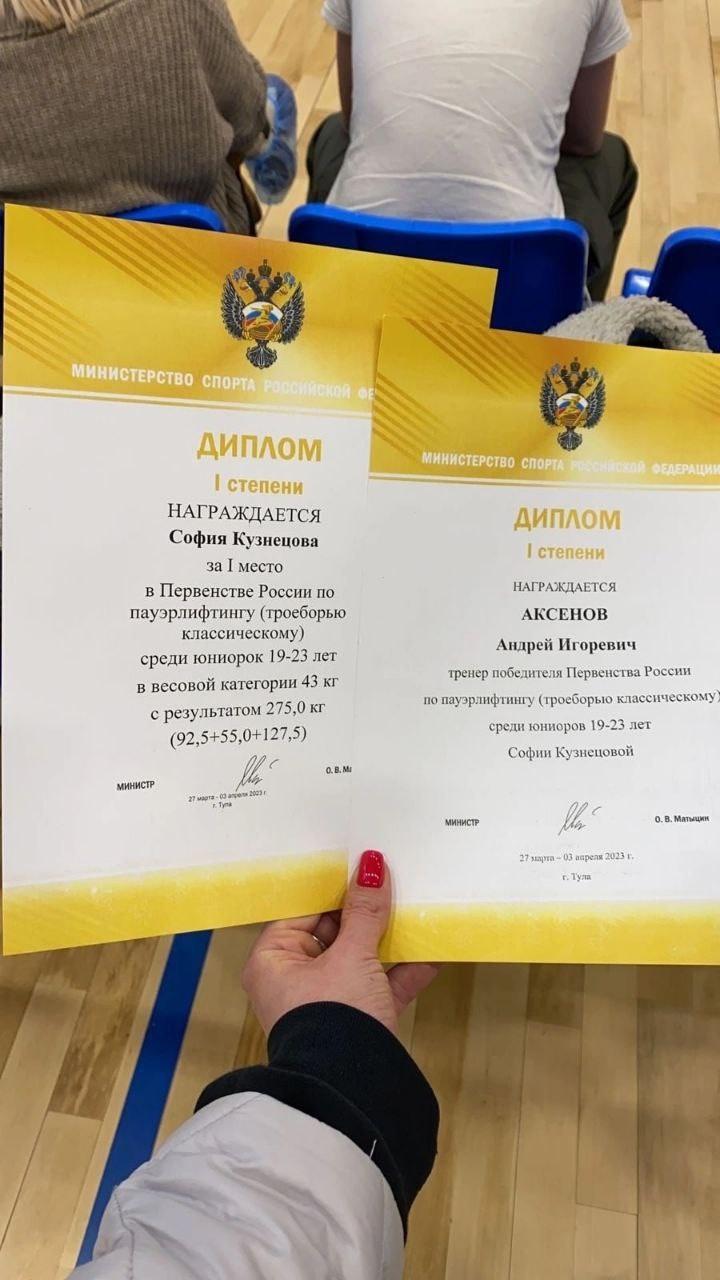 МИНИСТЕРСТВО СПОРТА РОССИЙСКОЙ ФЕ
ДИПЛОМ
I степени
НАГРАЖДАЕТСЯ
София Кузнецова
за I место
в Первенстве России по
пауэрлифтингу (троеборью
классическому)
среди юниорок 19-23 лет
в весовой категории 43 кг
с результатом 275,0 кг
(92,5+55,0+127,5)
МИНИСТР
О. В. Ма
27 марта - 03 апреля 2023 г.
г. Тула
МИНИСТЕРСТВО СПОРТА РОССИЙСКОЙ ФЕДЕРАЦИИ
ДИПЛОМ
I степени
НАГРАЖДАЕТСЯ
АКСЕНОВ
Андрей Игоревич
тренер победителя Первенства России
по пауэрлифтингу (троеборью классическому)
среди юниоров 19-23 лет
Софии Кузнецовой
МИНИСТР
О. В. Матыцин
27 марта – 03 апреля 2023 г.
г. Тула